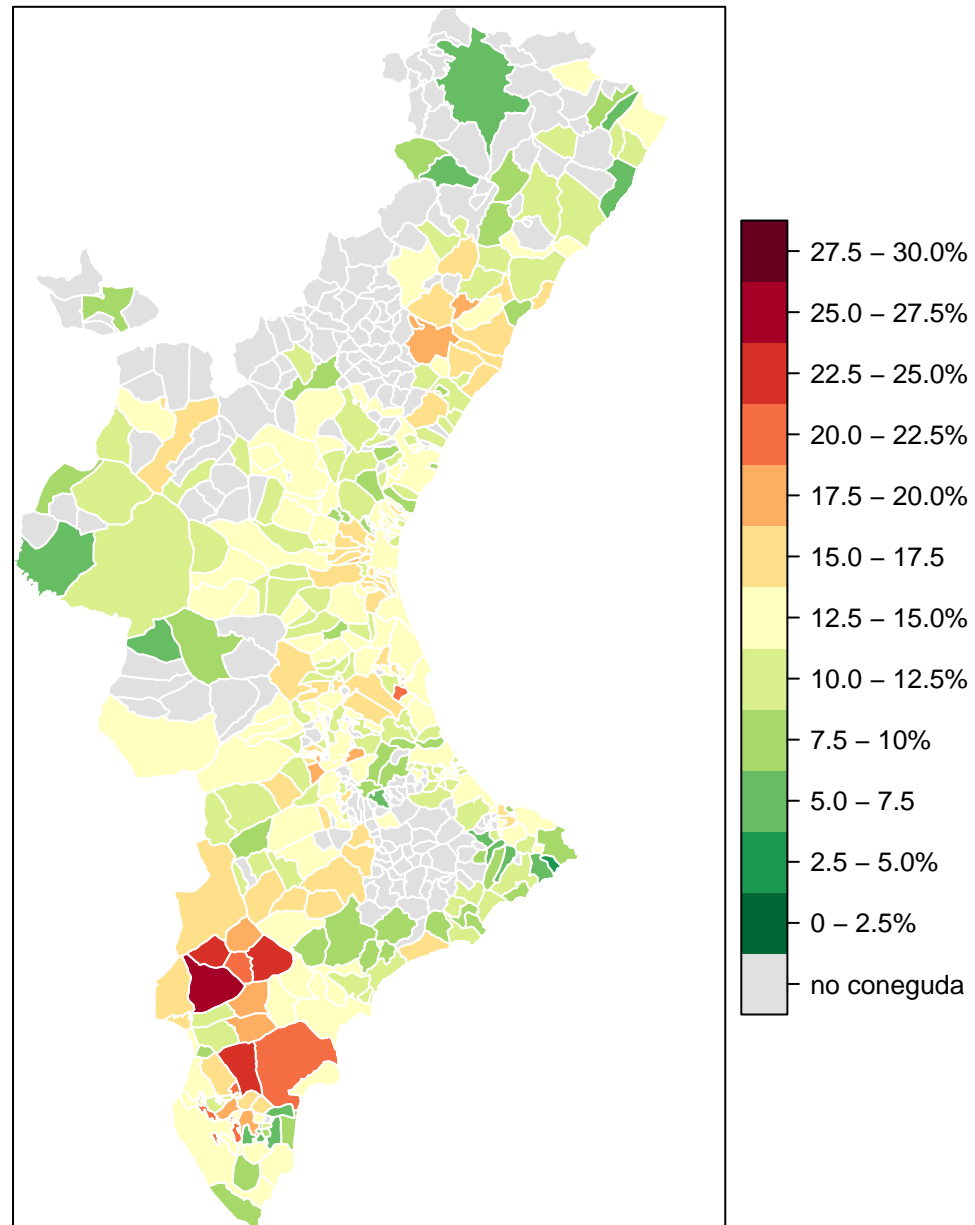 27.5 – 30.0%
25.0 – 27.5%
22.5 – 25.0%
20.0 – 22.5%
17.5 – 20.0%
15.0 – 17.5
12.5 – 15.0%
10.0 – 12.5%
7.5 – 10%
5.0 – 7.5
2.5 – 5.0%
0 – 2.5%
no coneguda